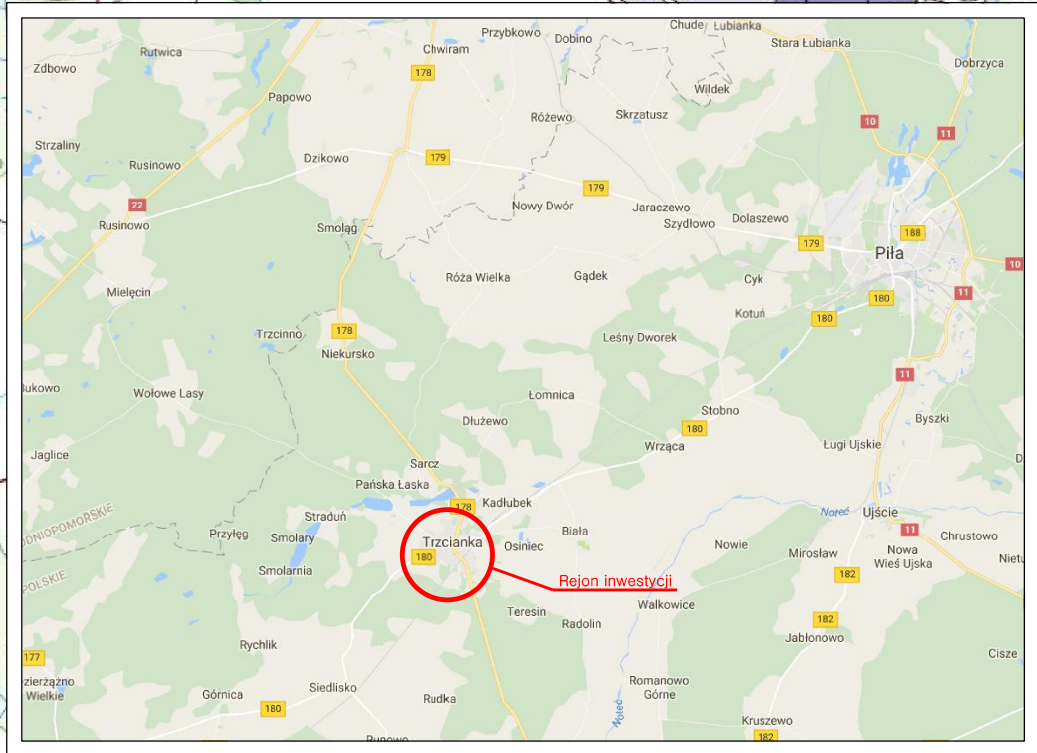 Przybkowo
Dobino
Chude
Łubianka
Stara Łubianka
Rutwica
Chwiram
Zdbowo
178
Dobrzyca
Papowo
Wildek
Różewo
Skrzatusz
10
11
Strzaliny
Rusinowo
Dzikowo
179
179
22
Nowy Dwór
Jaraczewo
Rusinowo
Smoląg
Szydłowo
Dolaszewo
188
179
Piła
10
Róża Wielka
Gądek
Cyk
Mielęcin
11
180
Kotuń
180
Trzcinno
178
Leśny Dworek
Niekursko
11
Wołowe Lasy
Łomnica
Stobno
Dłużewo
180
Byszki
Wrząca
Ługi Ujskie
Jaglice
Sarcz
Pańska Łaska
178
Kadłubek
Straduń
Noteć
Ujście
Przyłęg
Smolary
Trzcianka
Osiniec
Biała
11
Chrustowo
180
Nowie
Mirosław
Nowa
Wieś Ujska
Smolarnia
Rejon inwestycji
182
Walkowice
Teresin
Radolin
182
Jabłonowo
Rychlik
177
Cisze
Wielkie
Górnica
Siedlisko
Romanowo
Górne
180
Rudka
Noteć
Kruszewo
182